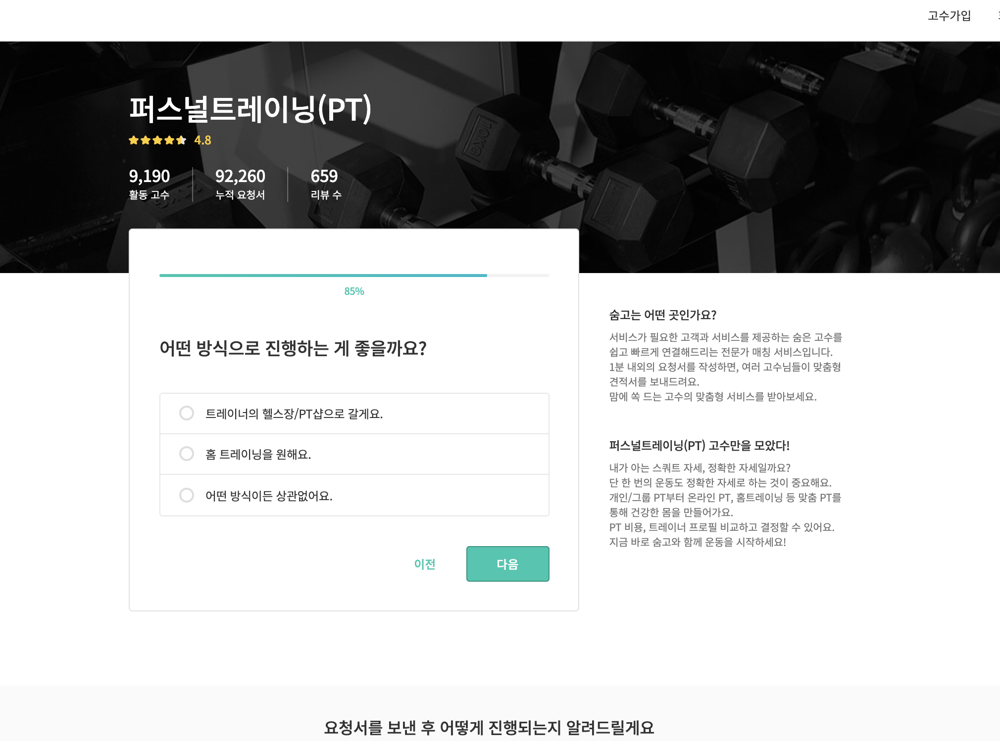 고수가입
퍼스널트레이닝(PT)
4.8
9,190
활동 고수
92,260
누적 요청서
659
리뷰 수
10KG
85%
어떤 방식으로 진행하는 게 좋을까요?
트레이너의 헬스장/PT샵으로 갈게요.
홈 트레이닝을 원해요.
어떤 방식이든 상관없어요.
이전
다음
숨고는 어떤 곳인가요?
서비스가 필요한 고객과 서비스를 제공하는 숨은 고수를
쉽고 빠르게 연결해드리는 전문가 매칭 서비스입니다.
1분 내외의 요청서를 작성하면, 여러 고수님들이 맞춤형
견적서를 보내드려요.
맘에 쏙 드는 고수의 맞춤형 서비스를 받아보세요.
퍼스널트레이닝(PT) 고수만을 모았다!
내가 아는 스쿼트 자세, 정확한 자세일까요?
단 한 번의 운동도 정확한 자세로 하는 것이 중요해요.
개인/그룹 PT부터 온라인 PT, 홈트레이닝 등 맞춤 PT를
통해 건강한 몸을 만들어가요.
PT 비용, 트레이너 프로필 비교하고 결정할 수 있어요.
지금 바로 숨고와 함께 운동을 시작하세요!
요청서를 보낸 후 어떻게 진행되는지 알려드릴게요